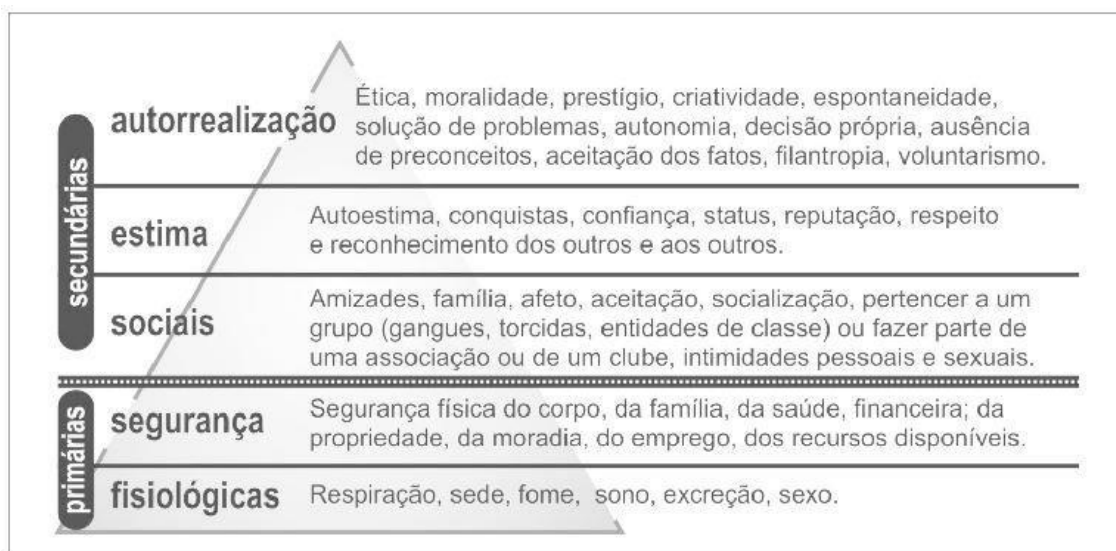 secundárias
autorrealização
Ética, moralidade, prestígio, criatividade, espontaneidade,
solução de problemas, autonomia, decisão própria, ausência
de preconceitos, aceitação dos fatos, filantropia, voluntarismo.
estima
Autoestima, conquistas, confiança, status, reputação, respeito
e reconhecimento dos outros e aos outros.
sociais
Amizades, família, afeto, aceitação, socialização, pertencer a um
grupo (gangues, torcidas, entidades de classe) ou fazer parte de
uma associação ou de um clube, intimidades pessoais e sexuais.
primárias
segurança
Segurança física do corpo, da família, da saúde, financeira; da
propriedade, da moradia, do emprego, dos recursos disponíveis.
fisiológicas
Respiração, sede, fome, sono, excreção, sexo.